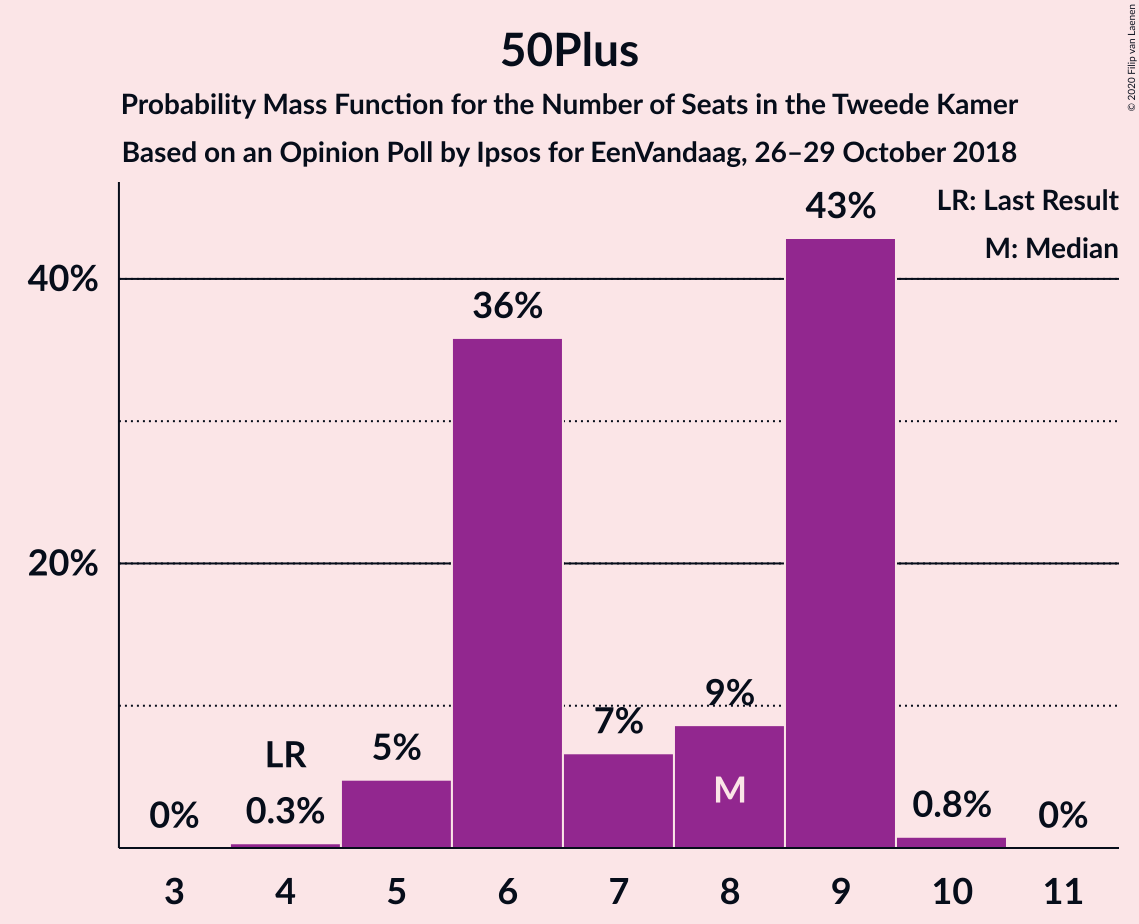 50Plus
Probability Mass Function for the Number of Seats in the Tweede Kamer
Based on an Opinion Poll by Ipsos for EenVandaag, 26–29 October 2018
© 2020 Filip van Laenen
LR: Last Result
M: Median
43%
40%
36%
20%
9%
7%
LR
5%
M
0%
0.3%
0.8%
0%
3 4 5 6 7 8 9 10 11